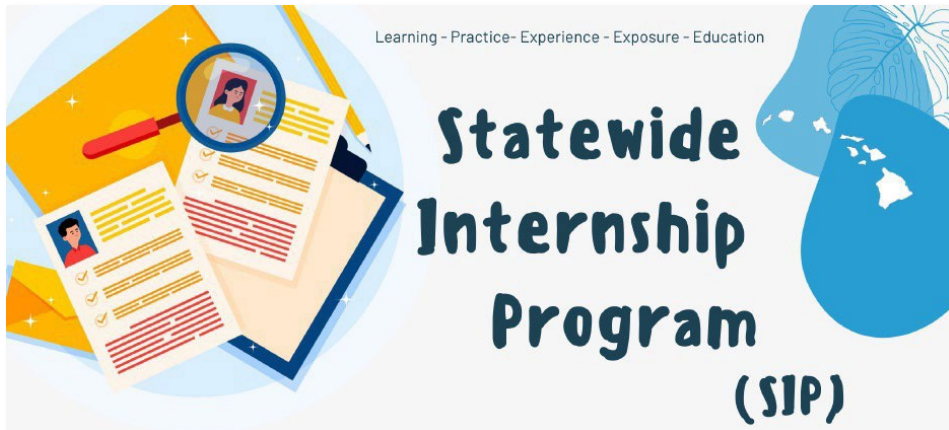 Learning - Practice- Experience - Exposure - Education
Statewide
Internship
Program
(SIP)